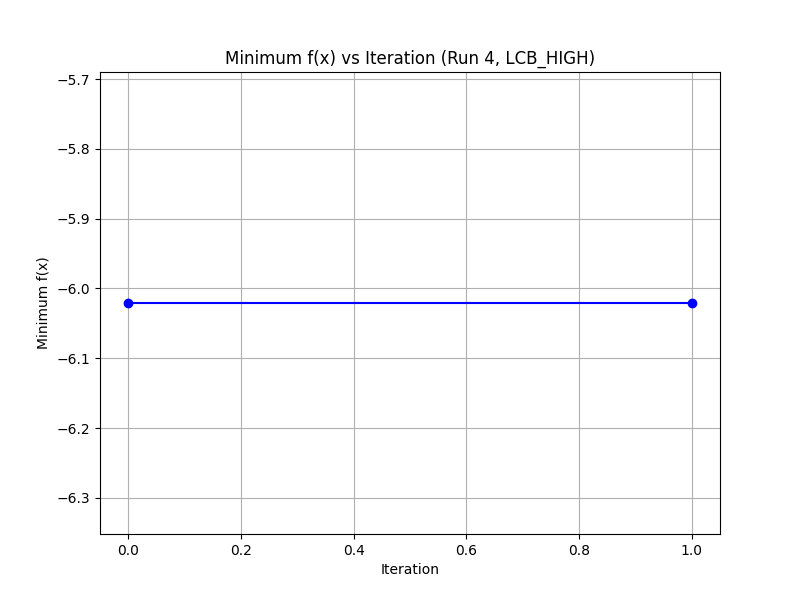 Minimum f(x) vs Iteration (Run 4, LCB_HIGH)
Minimum f(x)
−5.7
−5.8
−5.9
−6.0
−6.1
−6.2
−6.3
0.0 0.2 0.4 0.6 0.8 1.0
Iteration